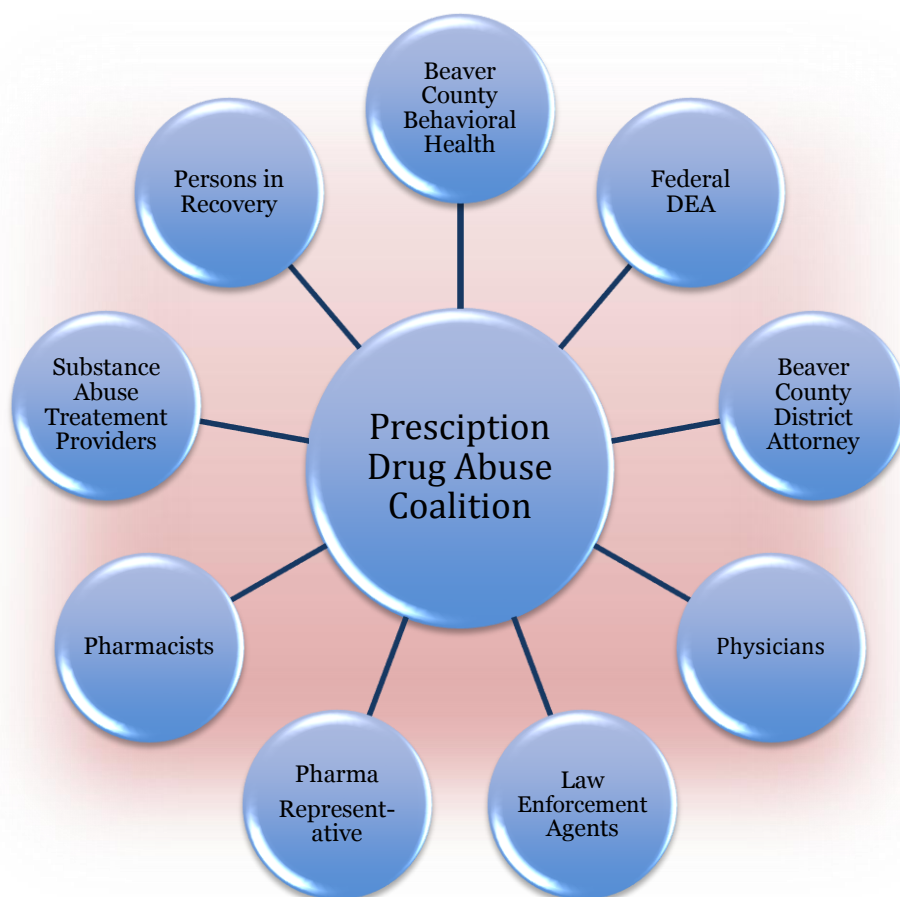 Beaver
County
Behavioral
Health
Federal
DEA
Beaver
County
District
Attorney
Physicians
Law
Enforcement
Agents
Pharma
Represent-
ative
Pharmacists
Substance
Abuse
Treatement
Providers
Persons in
Recovery
Presciption
Drug Abuse
Coalition